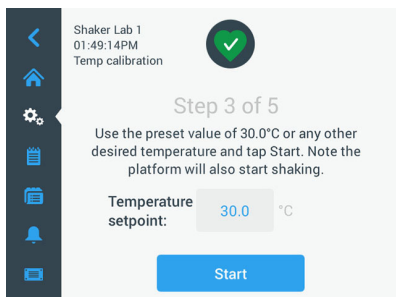 Shaker Lab 1
01:49:14PM
Temp calibration
Step 3 of 5
Use the preset value of 30.0°C or any other
desired temperature and tap Start. Note the
platform will also start shaking.
Temperature
setpoint:
30.0 °C
Start